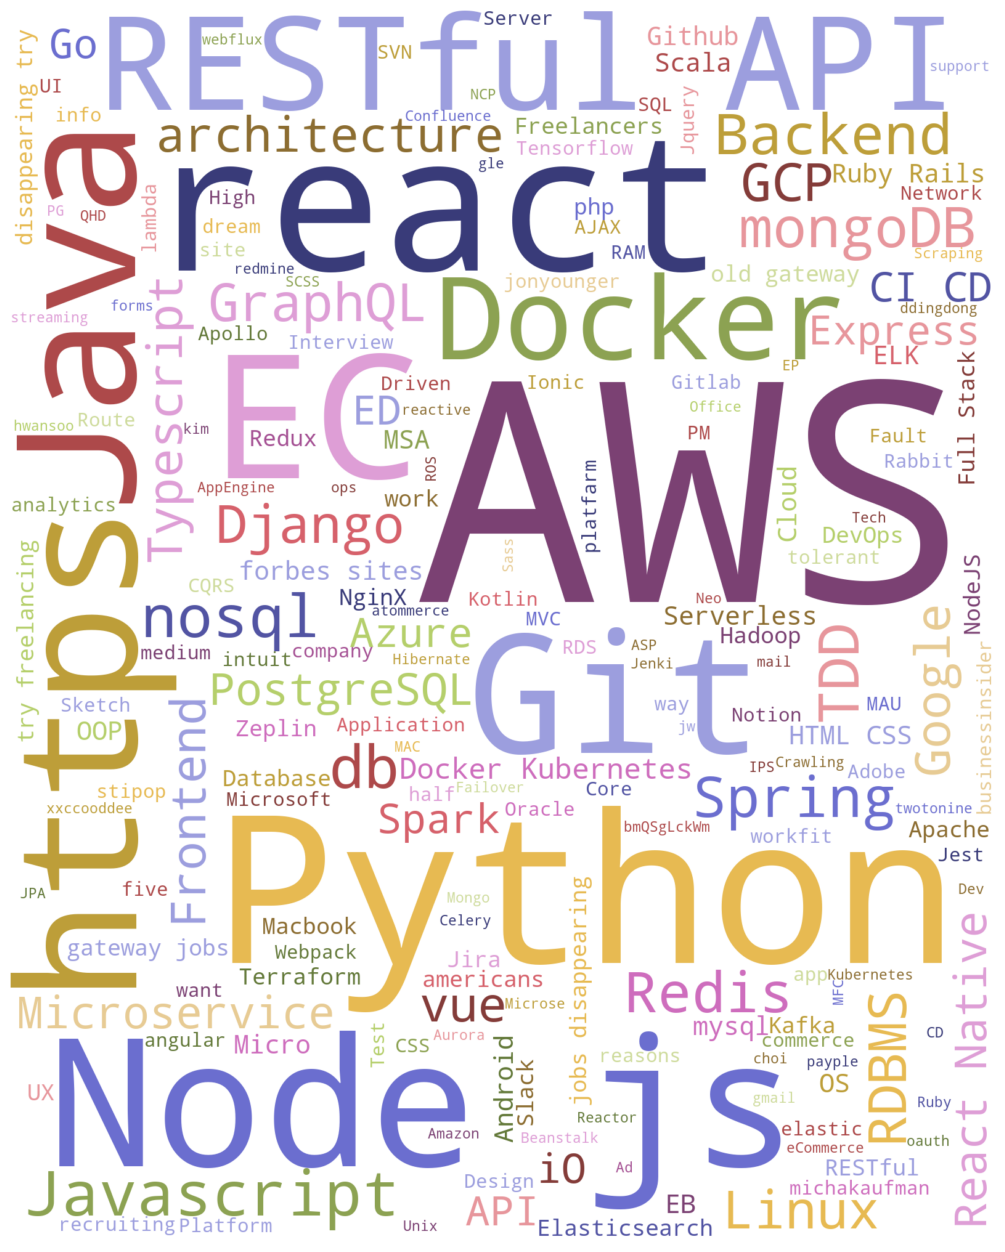 RESTful API
Server
webflux
Go
SVN
Github
Scala
support
UI
disappearing try
info
NCP
SQL
Confluence
Jquery
Java
architecture
Freelancers
Tensorflow
Backend
react
gle
GCP
Ruby Rails
Network
PG
QHD
lambda
High
dream
site
php
AJAX
RAM
mongoDB
Scraping
redmine
SCSS
jonyounger
old gateway
CI CD
ddingdong
forms
streaming
Typescript
GraphQL
Docker
Express
Apollo
Interview
ELK
EP
EC
Driven
Ionic
Gitlab
AWS
ED
reactive
Office
Full Stack
hwansoo
Route
kim
Redux
MSA
PM
Fault
Rabbit
ROS
AppEngine
ops
work
platfarm
Cloud
analytics
https
Django
Tech
DevOps
tolerant
Sass
try freelancing
forbes sites
CQRS
NginX
atommerce
Kotlin
Neo
NodeJS
nosql
MVC
Serverless
Azure
Git
RDS
ASP
Jenki
Hadoop
TDD
Google
medium
intuit
company
Hibernate
mail
businessinsider
PostgreSQL
Sketch
OOP
Frontend
Zeplin
Application
way
jw
Notion
MAU
HTML CSS
MAC
db
Docker Kubernetes
IPS
Crawling
Adobe
Database
Microsoft
stipop
xxccooddee
half
Failover
Core
Spring
twotonine
Spark
Oracle
bmQSgLckWm
workfit
Apache
Python
Jest
JPA
five
Mongo
Dev
Macbook
Celery
gateway jobs
Webpack
Jira
jobs disappearing
React Native
Terraform
americans
want
Redis
app
Kubernetes
MFC
Microservice
vue
Microse
RDBMS
mysql
Kafka
commerce
CD
angular
Micro
Test
CSS
Aurora
Node js
Android
Slack
reasons
choi
payple
OS
UX
gmail
Ruby
Reactor
Amazon
Beanstalk
elastic
eCommerce
oauth
iO
Ad
RESTful
Javascript
Design
michakaufman
API
EB
Linux
recruiting
Platform
Unix
Elasticsearch